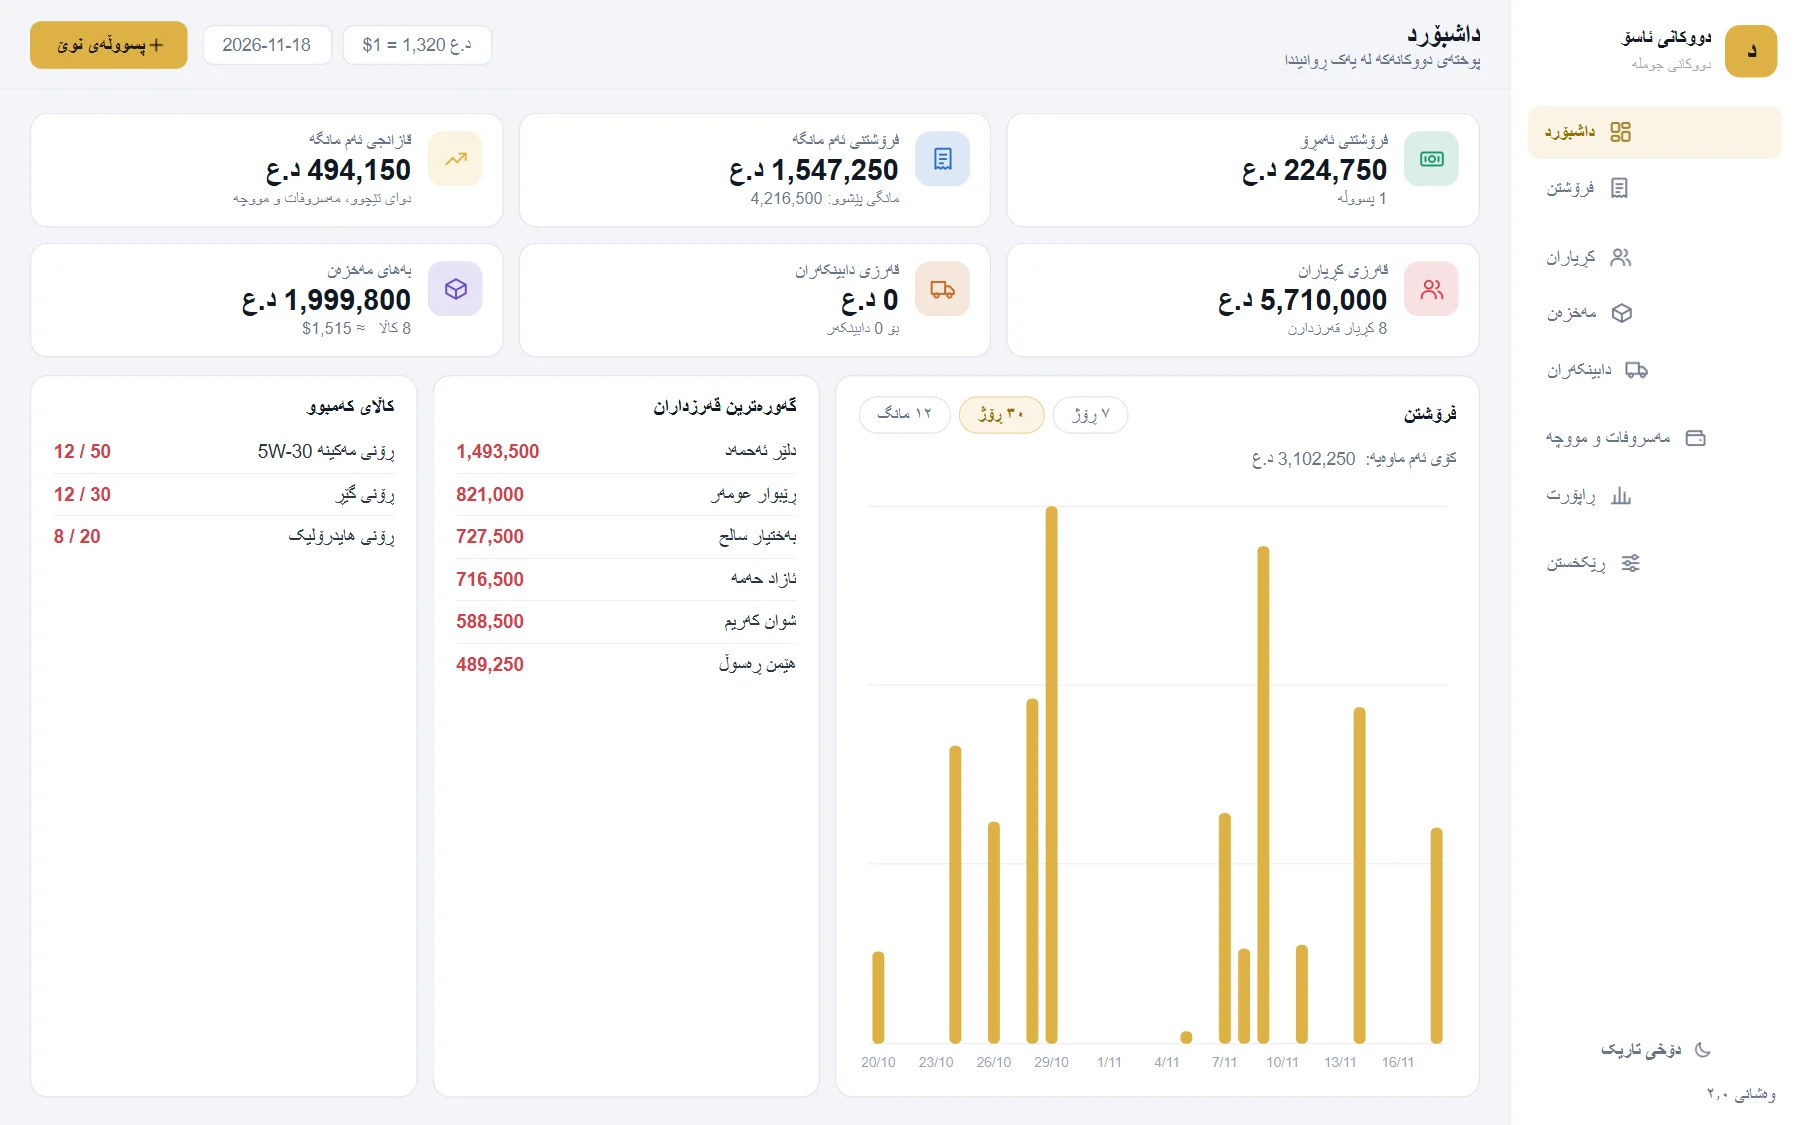 دووکانی ئاسۆ
دووکانی جوملە
د
داشبۆرد
فرۆشتن
کڕیاران
مەخزەن
دابینکەران
مەسروفات و مووچە
ڕاپۆرت
ڕێکخستن
دۆخی تاریک
وەشانی ٢,٠
داشبۆرد
پوختەی دووکانەکە لە یەک ڕوانیندا
$1 = 1,320 د.ع
2026-11-18
+ پسووڵەی نوێ
فرۆشتنی ئەمڕۆ
224,750 د.ع
1 پسووڵە
فرۆشتنی ئەم مانگە
1,547,250 د.ع
مانگی پێشوو: 4,216,500
قازانجی ئەم مانگە
494,150 د.ع
دوای تێچوو، مەسروفات و مووچە
قەرزی کڕیاران
5,710,000 د.ع
8 کڕیار قەرزدارن
قەرزی دابینکەران
0 د.ع
بۆ 0 دابینکەر
بەهای مەخزەن
1,999,800 د.ع
8 کاڵا ≈ $1,515
فرۆشتن
٧ ڕۆژ
٣٠ ڕۆژ
١٢ مانگ
کۆی ئەم ماوەیە: 3,102,250 د.ع
20/10 23/10 26/10 29/10 1/11 4/11 7/11 10/11 13/11 16/11
گەورەترین قەرزداران
دلێر ئەحمەد 1,493,500
ڕێبوار عومەر 821,000
بەختیار سالح 727,500
ئازاد حەمە 716,500
شوان کەریم 588,500
هێمن ڕەسوڵ 489,250
کاڵای کەمبوو
ڕۆنی مەکینە 5W-30 12 / 50
ڕۆنی گێڕ 12 / 30
ڕۆنی هایدرۆلیک 8 / 20